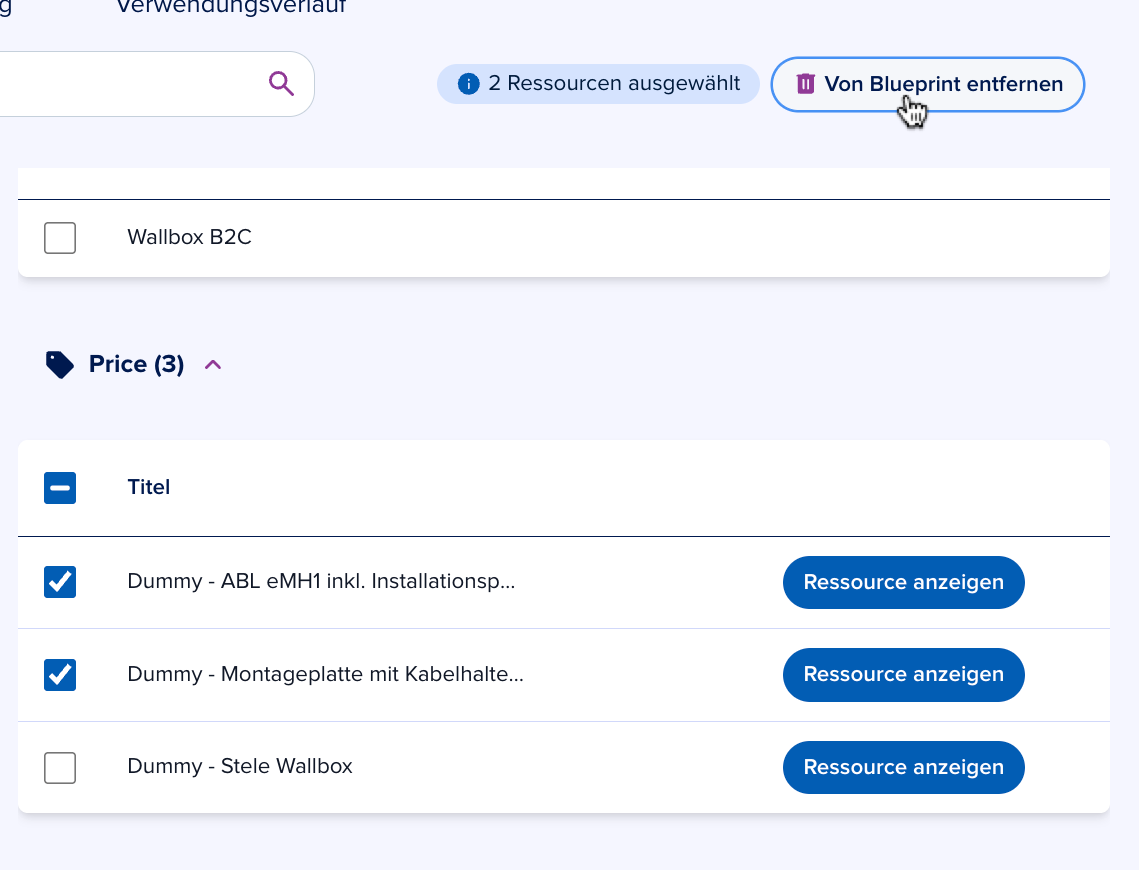 g Verwendungsverlauf
2 Ressourcen ausgewählt Von Blueprint entfernen
Wallbox B2C
Price (3)
Titel
Dummy - ABL eMH1 inkl. Installationsp... Ressource anzeigen
Dummy - Montageplatte mit Kabelhalte... Ressource anzeigen
Dummy - Stele Wallbox Ressource anzeigen